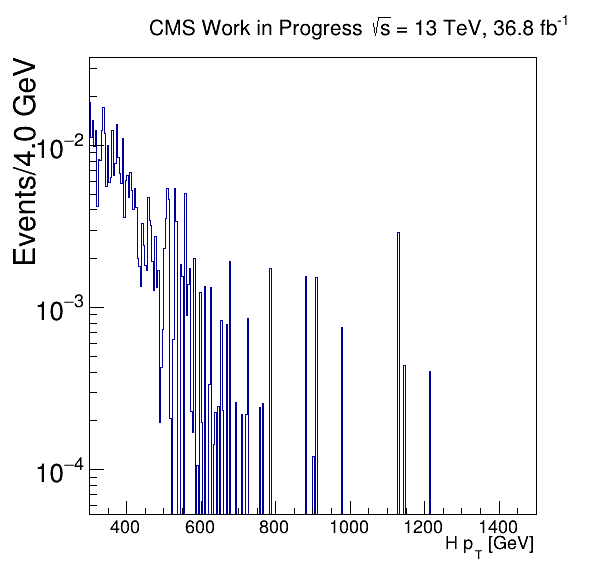 CMS Work in Progress √s = 13 TeV, 36.8 fb⁻¹
Events/4.0 GeV
10⁻²
10⁻³
10⁻⁴
400 600 800 1000 1200 1400
H p_T [GeV]